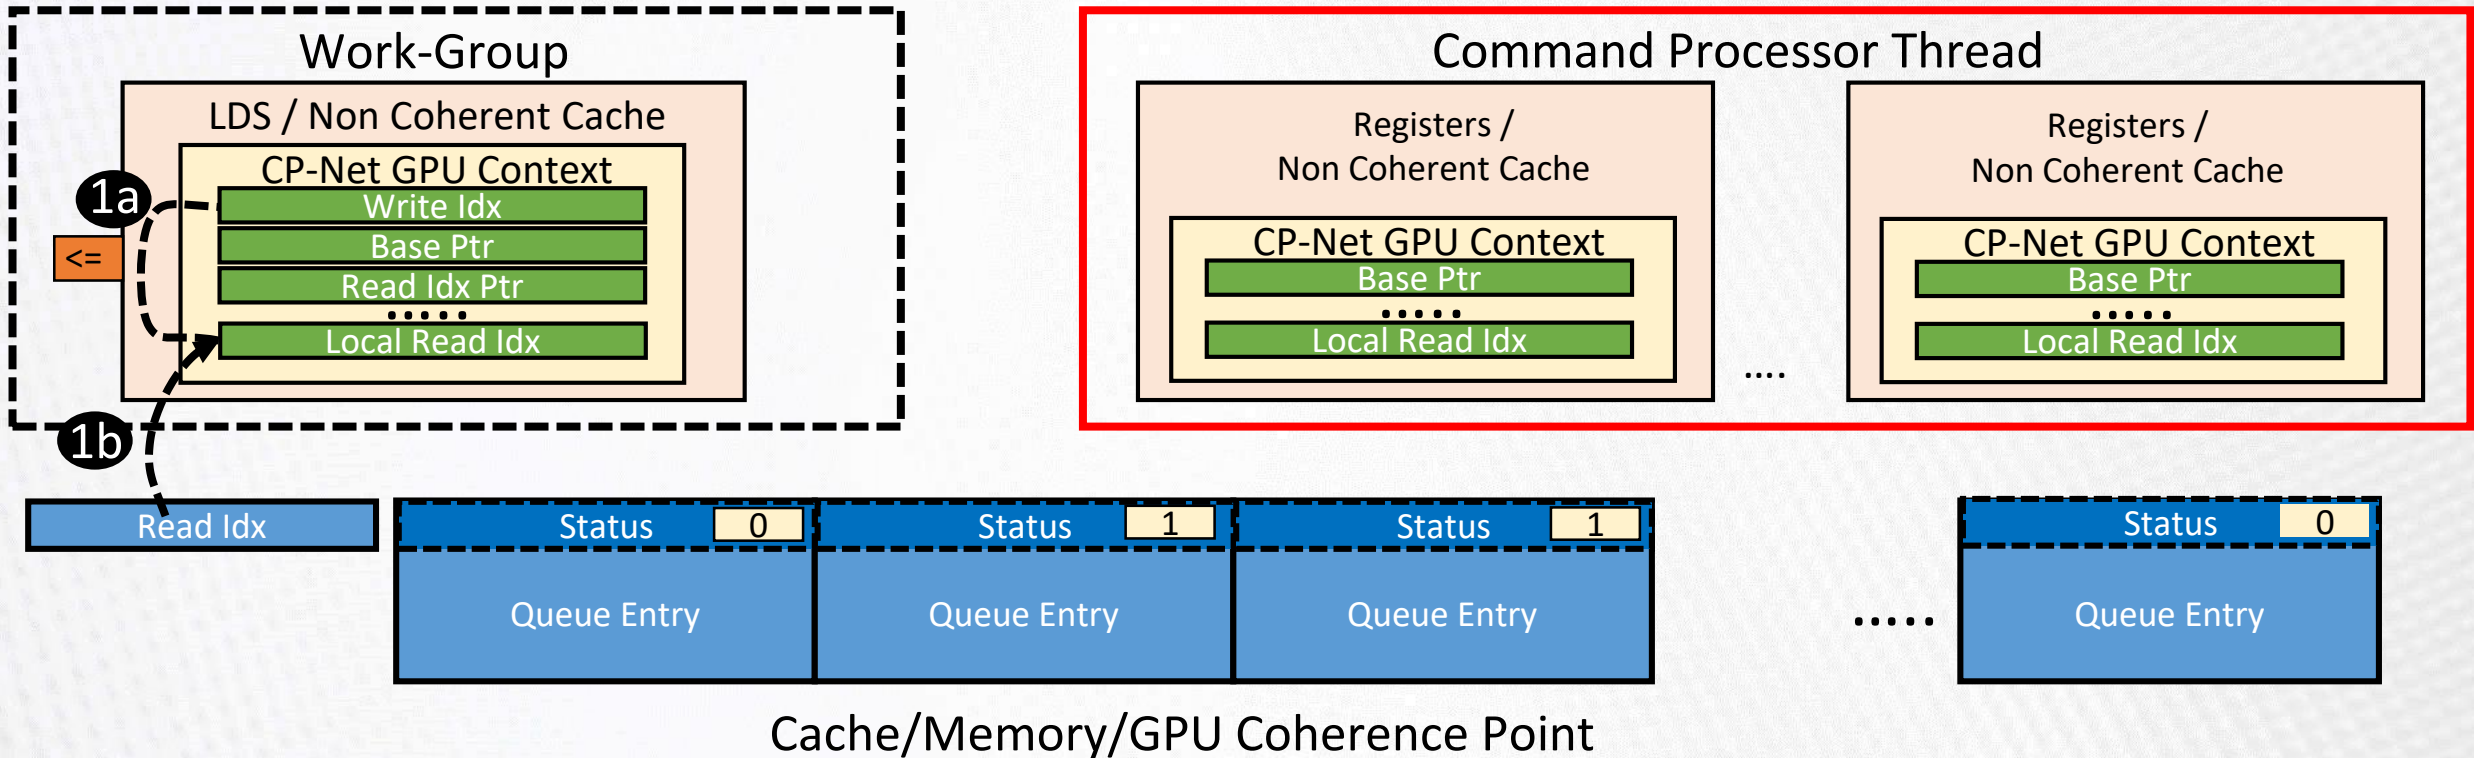 Work-Group
LDS / Non Coherent Cache
CP-Net GPU Context
Write Idx
Base Ptr
Read Idx Ptr
.....
Local Read Idx
1a
<=
1b
Command Processor Thread
Registers /
Non Coherent Cache
CP-Net GPU Context
Base Ptr
.....
Local Read Idx
....
Registers /
Non Coherent Cache
CP-Net GPU Context
Base Ptr
.....
Local Read Idx
Read Idx
Status 0
Queue Entry
Status 1
Queue Entry
Status 1
Queue Entry
.....
Status 0
Queue Entry
Cache/Memory/GPU Coherence Point